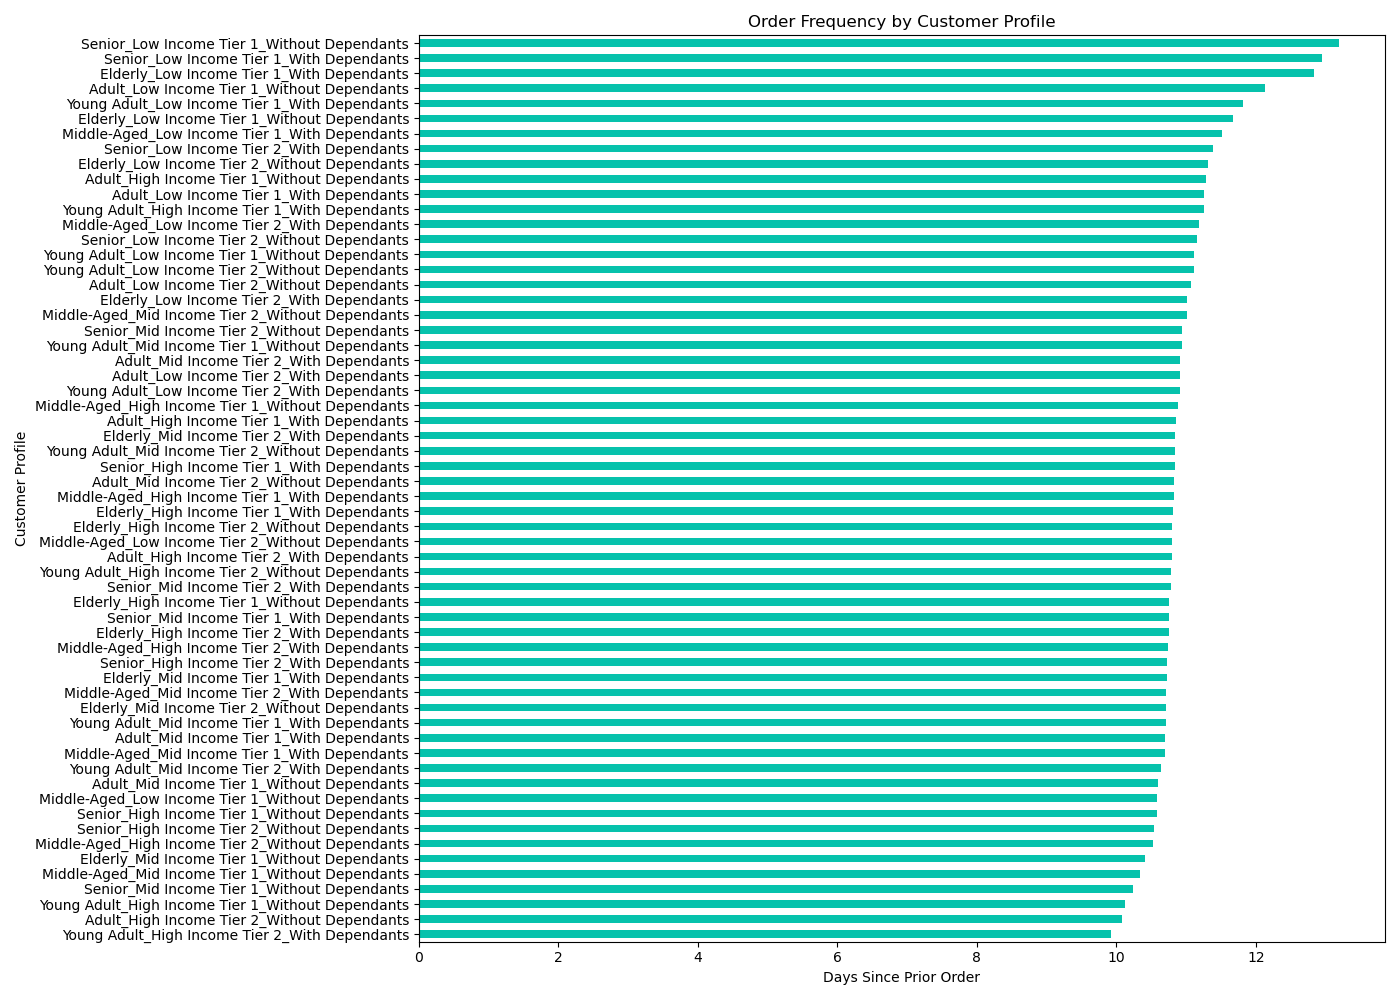 Order Frequency by Customer Profile
Senior_Low Income Tier 1_Without Dependants
Senior_Low Income Tier 1_With Dependants
Elderly_Low Income Tier 1_With Dependants
Adult_Low Income Tier 1_Without Dependants
Young Adult_Low Income Tier 1_With Dependants
Elderly_Low Income Tier 1_Without Dependants
Middle-Aged_Low Income Tier 1_With Dependants
Senior_Low Income Tier 2_With Dependants
Elderly_Low Income Tier 2_Without Dependants
Adult_High Income Tier 1_Without Dependants
Adult_Low Income Tier 1_With Dependants
Young Adult_High Income Tier 1_With Dependants
Middle-Aged_Low Income Tier 2_With Dependants
Senior_Low Income Tier 2_Without Dependants
Young Adult_Low Income Tier 1_Without Dependants
Young Adult_Low Income Tier 2_Without Dependants
Adult_Low Income Tier 2_Without Dependants
Elderly_Low Income Tier 2_With Dependants
Middle-Aged_Mid Income Tier 2_Without Dependants
Senior_Mid Income Tier 2_Without Dependants
Young Adult_Mid Income Tier 1_Without Dependants
Adult_Mid Income Tier 2_With Dependants
Adult_Low Income Tier 2_With Dependants
Young Adult_Low Income Tier 2_With Dependants
Middle-Aged_High Income Tier 1_Without Dependants
Adult_High Income Tier 1_With Dependants
Elderly_Mid Income Tier 2_With Dependants
Young Adult_Mid Income Tier 2_Without Dependants
Senior_High Income Tier 1_With Dependants
Adult_Mid Income Tier 2_Without Dependants
Middle-Aged_High Income Tier 1_With Dependants
Elderly_High Income Tier 1_With Dependants
Elderly_High Income Tier 2_Without Dependants
Middle-Aged_Low Income Tier 2_Without Dependants
Adult_High Income Tier 2_With Dependants
Young Adult_High Income Tier 2_Without Dependants
Senior_Mid Income Tier 2_With Dependants
Elderly_High Income Tier 1_Without Dependants
Senior_Mid Income Tier 1_With Dependants
Elderly_High Income Tier 2_With Dependants
Middle-Aged_High Income Tier 2_With Dependants
Senior_High Income Tier 2_With Dependants
Elderly_Mid Income Tier 1_With Dependants
Middle-Aged_Mid Income Tier 2_With Dependants
Elderly_Mid Income Tier 2_Without Dependants
Young Adult_Mid Income Tier 1_With Dependants
Adult_Mid Income Tier 1_With Dependants
Middle-Aged_Mid Income Tier 1_With Dependants
Young Adult_Mid Income Tier 2_With Dependants
Adult_Mid Income Tier 1_Without Dependants
Middle-Aged_Low Income Tier 1_Without Dependants
Senior_High Income Tier 1_Without Dependants
Senior_High Income Tier 2_Without Dependants
Middle-Aged_High Income Tier 2_Without Dependants
Elderly_Mid Income Tier 1_Without Dependants
Middle-Aged_Mid Income Tier 1_Without Dependants
Senior_Mid Income Tier 1_Without Dependants
Young Adult_High Income Tier 1_Without Dependants
Adult_High Income Tier 2_Without Dependants
Young Adult_High Income Tier 2_With Dependants
Customer Profile
0 2 4 6 8 10 12
Days Since Prior Order